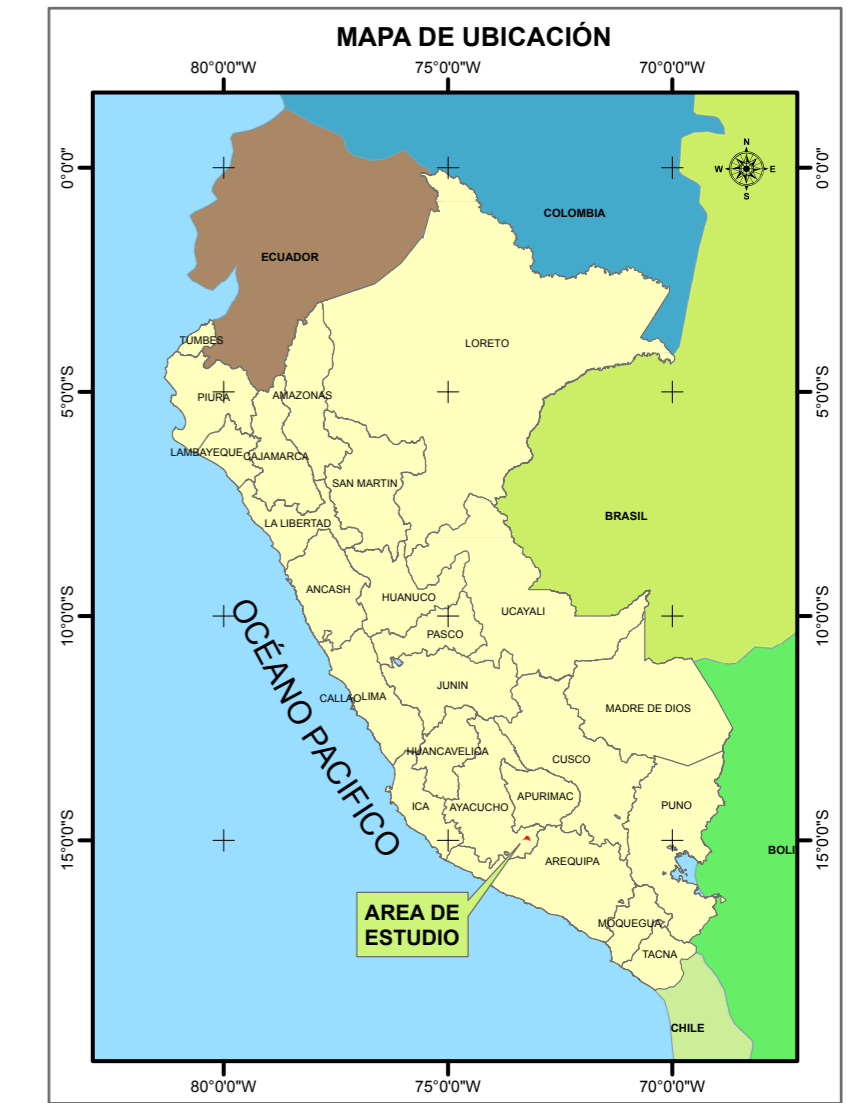 MAPA DE UBICACIÓN
80°0'0"W 75°0'0"W 70°0'0"W
0°0'0"
0°0'0"
N
W E
S
COLOMBIA
ECUADOR
TUMBES
LORETO
5°0'0"S
5°0'0"S
PIURA
AMAZONAS
LAMBAYEQUE
CAJAMARCA
SAN MARTIN
BRASIL
LA LIBERTAD
ANCASH
HUANUCO
UCAYALI
10°0'0"S
10°0'0"S
PASCO
OCÉANO PACIFICO
JUNIN
CALLAO
LIMA
MADRE DE DIOS
HUANCAVELICA
CUSCO
ICA
AYACUCHO
APURIMAC
PUNO
15°0'0"S
15°0'0"S
BOLI
AREQUIPA
AREA DE
ESTUDIO
MOQUEGUA
TACNA
CHILE
80°0'0"W 75°0'0"W 70°0'0"W